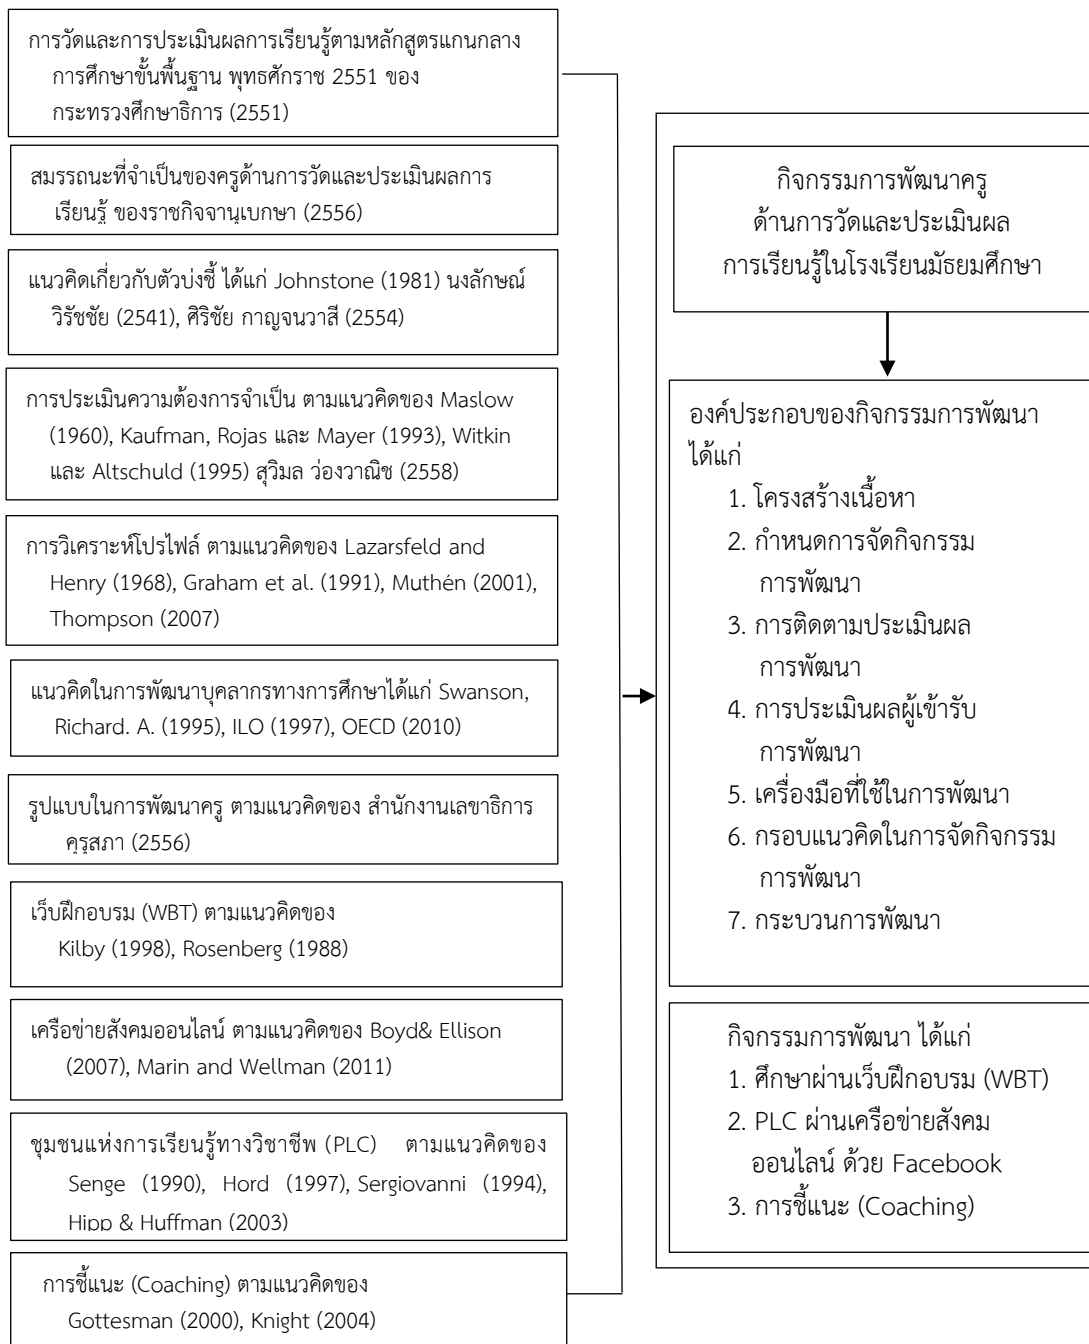 การวัดและการประเมินผลการเรียนรู้ตามหลักสูตรแกนกลาง
การศึกษาขั้นพื้นฐาน พุทธศักราช 2551 ของ
กระทรวงศึกษาธิการ (2551)
สมรรถนะที่จำเป็นของครูด้านการวัดและประเมินผลการ
เรียนรู้ ของราชกิจจานุเบกษา (2556)
แนวคิดเกี่ยวกับตัวบ่งชี้ ได้แก่ Johnstone (1981) นงลักษณ์
วิรัชชัย (2541), ศิริชัย กาญจนวาสี (2554)
การประเมินความต้องการจำเป็น ตามแนวคิดของ Maslow
(1960), Kaufman, Rojas และ Mayer (1993), Witkin
และ Altschuld (1995) สุวิมล ว่องวาณิช (2558)
การวิเคราะห์โปรไฟล์ ตามแนวคิดของ Lazarsfeld and
Henry (1968), Graham et al. (1991), Muthén (2001),
Thompson (2007)
แนวคิดในการพัฒนาบุคลากรทางการศึกษาได้แก่ Swanson,
Richard. A. (1995), ILO (1997), OECD (2010)
รูปแบบในการพัฒนาครู ตามแนวคิดของ สำนักงานเลขาธิการ
คุรุสภา (2556)
เว็บฝึกอบรม (WBT) ตามแนวคิดของ
Kilby (1998), Rosenberg (1988)
เครือข่ายสังคมออนไลน์ ตามแนวคิดของ Boyd& Ellison
(2007), Marin and Wellman (2011)
ชุมชนแห่งการเรียนรู้ทางวิชาชีพ (PLC) ตามแนวคิดของ
Senge (1990), Hord (1997), Sergiovanni (1994),
Hipp & Huffman (2003)
การชี้แนะ (Coaching) ตามแนวคิดของ
Gottesman (2000), Knight (2004)
กิจกรรมการพัฒนาครู
ด้านการวัดและประเมินผล
การเรียนรู้ในโรงเรียนมัธยมศึกษา
องค์ประกอบของกิจกรรมการพัฒนา
ได้แก่
1. โครงสร้างเนื้อหา
2. กำหนดการจัดกิจกรรม
การพัฒนา
3. การติดตามประเมินผล
การพัฒนา
4. การประเมินผลผู้เข้ารับ
การพัฒนา
5. เครื่องมือที่ใช้ในการพัฒนา
6. กรอบแนวคิดในการจัดกิจกรรม
การพัฒนา
7. กระบวนการพัฒนา
กิจกรรมการพัฒนา ได้แก่
1. ศึกษาผ่านเว็บฝึกอบรม (WBT)
2. PLC ผ่านเครือข่ายสังคม
ออนไลน์ ด้วย Facebook
3. การชี้แนะ (Coaching)